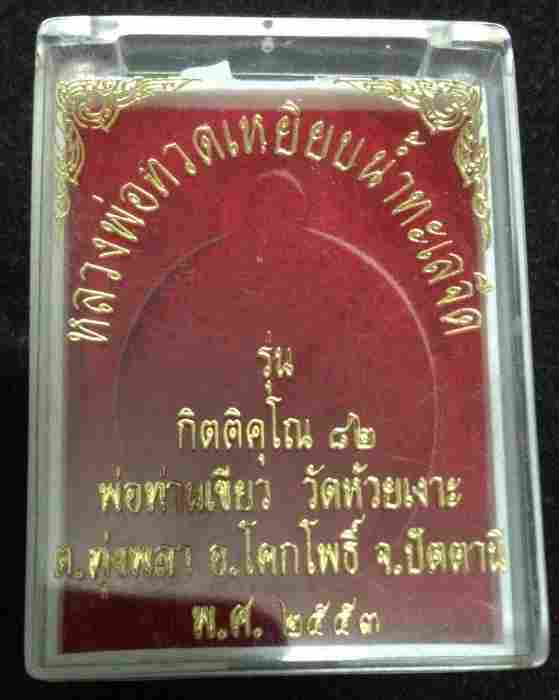 หลวงพ่อทวดเหยียบน้ำทะเลจืด
รุ่น
กิตติคุโณ ๘๒
พ่อท่านเขียว วัดห้วยเงาะ
ต.ทุ่งพลา อ.โคกโพธิ์ จ.ปัตตานี
พ.ศ. ๒๕๕๓